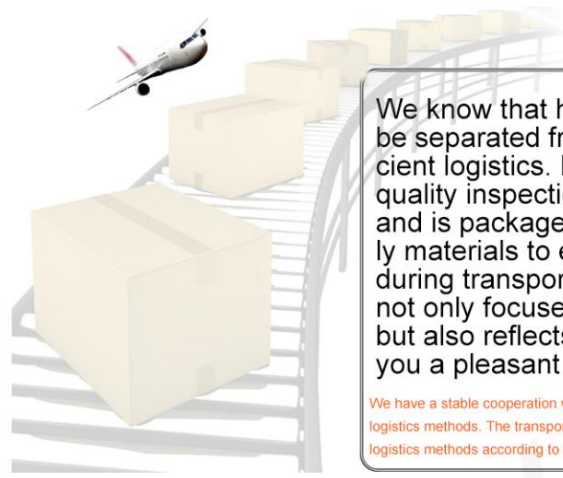 We know that h
be separated fr
cient logistics.
quality inspecti
and is package
ly materials to e
during transpor
not only focuse
but also reflects
you a pleasant
We have a stable cooperation
logistics methods. The transpor
logistics methods according to